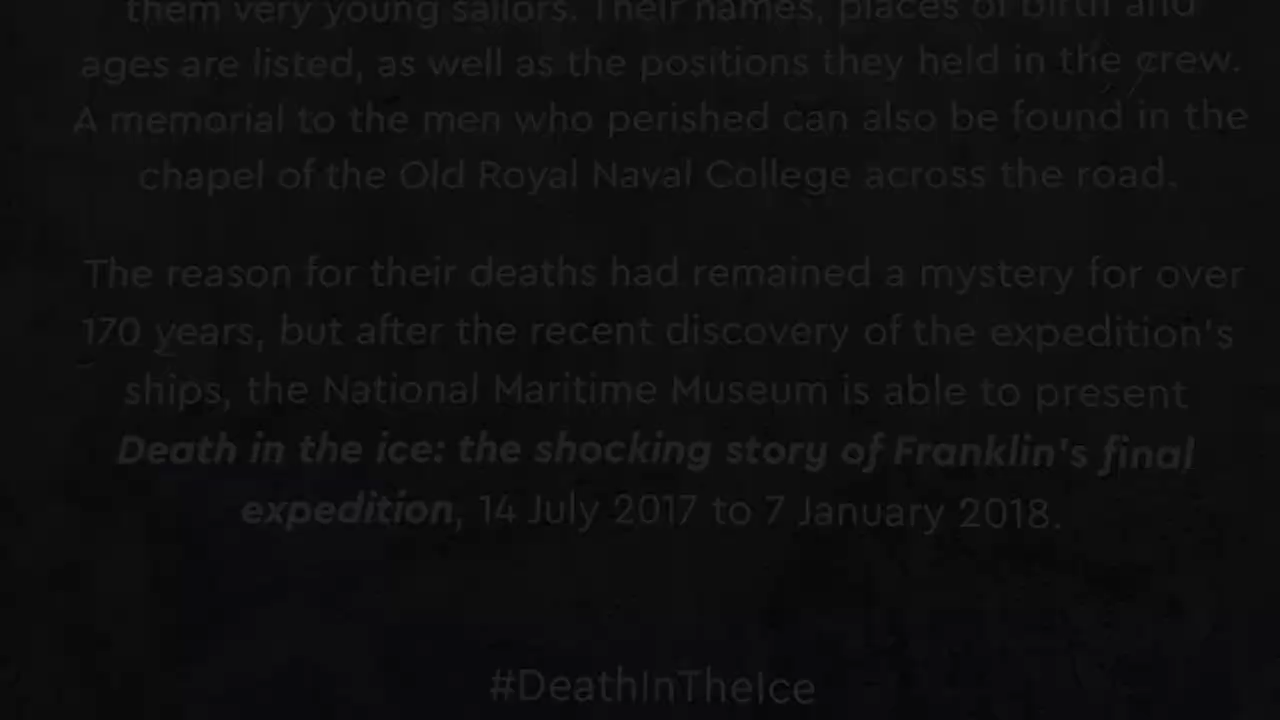 them very young sailors. Their names, places of birth and
ages are listed, as well as the positions they held in the crew.
A memorial to the men who perished can also be found in the
chapel of the Old Royal Naval College across the road.
The reason for their deaths had remained a mystery for over
170 years, but after the recent discovery of the expedition's
ships, the National Maritime Museum is able to present
Death in the ice: the shocking story of Franklin's final
expedition, 14 July 2017 to 7 January 2018.
#DeathInTheIce